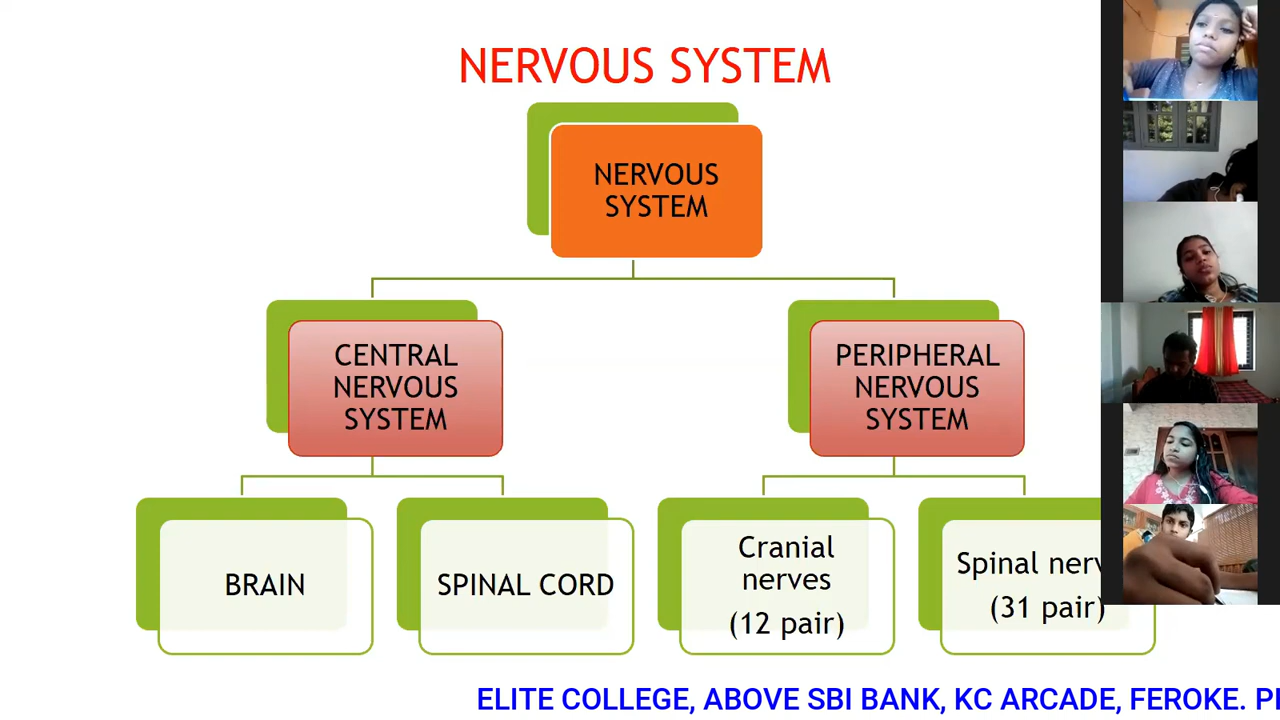 NERVOUS SYSTEM
NERVOUS
SYSTEM
CENTRAL
NERVOUS
SYSTEM
PERIPHERAL
NERVOUS
SYSTEM
BRAIN
SPINAL CORD
Cranial
nerves
(12 pair)
Spinal
(31 pair)
ELITE COLLEGE, ABOVE SBI BANK, KC ARCADE, FEROKE.